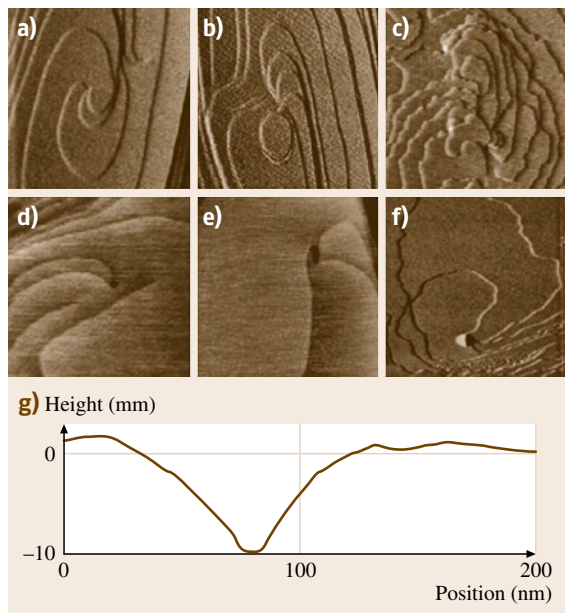 a) b) c)
d) e) f)
g) Height (mm)
0
−10
0 100 200
Position (nm)